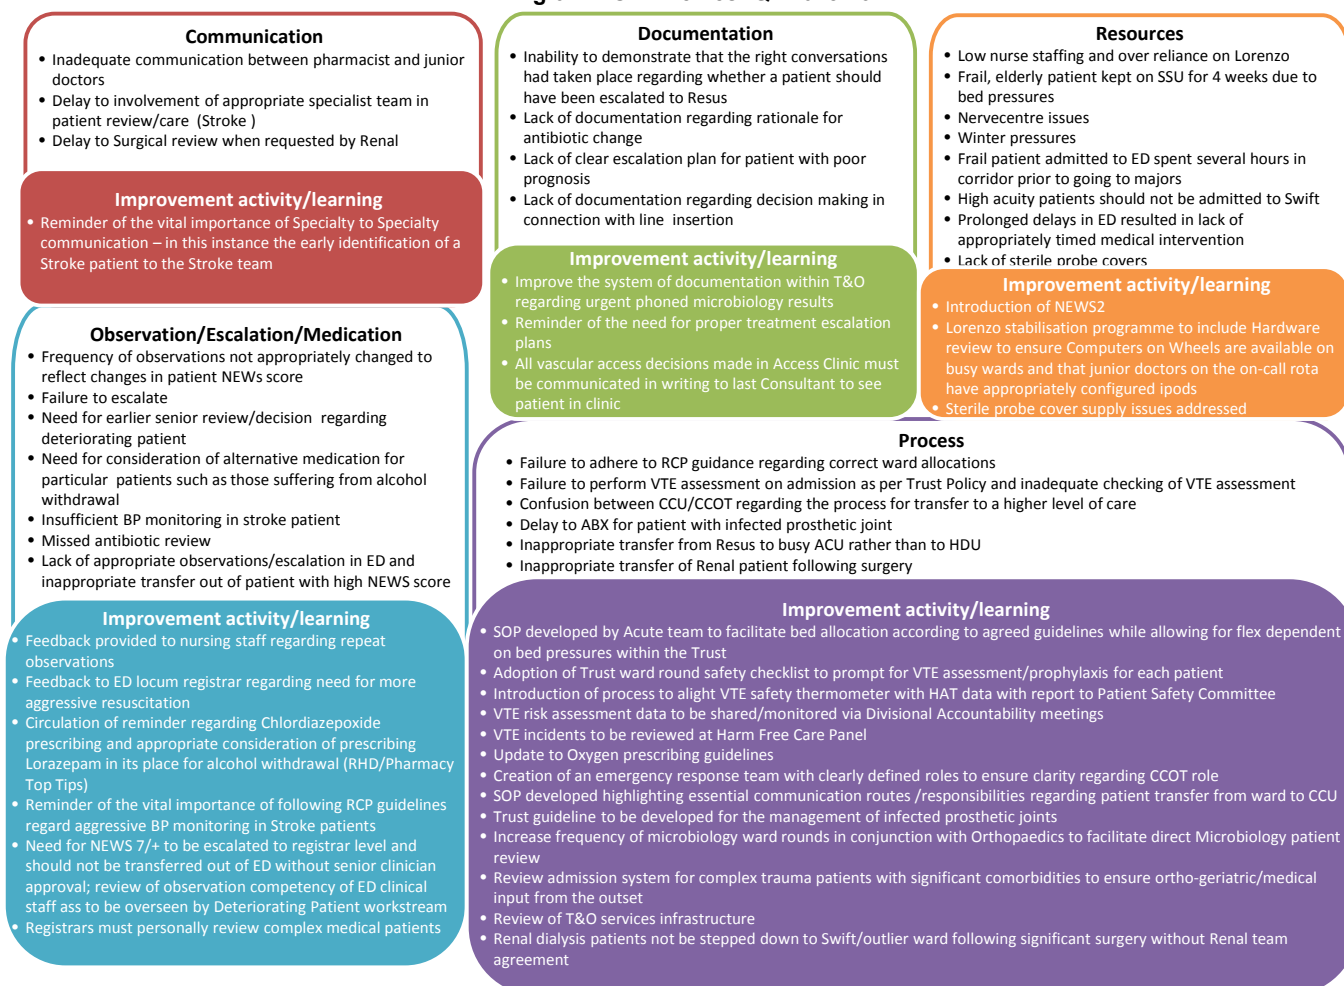 Communication
• Inadequate communication between pharmacist and junior
doctors
• Delay to involvement of appropriate specialist team in
patient review/care (Stroke )
• Delay to Surgical review when requested by Renal
Improvement activity/learning
• Reminder of the vital importance of Specialty to Specialty
communication – in this instance the early identification of a
Stroke patient to the Stroke team
Documentation
• Inability to demonstrate that the right conversations
had taken place regarding whether a patient should
have been escalated to Resus
• Lack of documentation regarding rationale for
antibiotic change
• Lack of clear escalation plan for patient with poor
prognosis
• Lack of documentation regarding decision making in
connection with line insertion
Improvement activity/learning
• Improve the system of documentation within T&O
regarding urgent phoned microbiology results
• Reminder of the need for proper treatment escalation
plans
• All vascular access decisions made in Access Clinic must
be communicated in writing to last Consultant to see
patient in clinic
Resources
• Low nurse staffing and over reliance on Lorenzo
• Frail, elderly patient kept on SSU for 4 weeks due to
bed pressures
• Nervecentre issues
• Winter pressures
• Frail patient admitted to ED spent several hours in
corridor prior to going to majors
• High acuity patients should not be admitted to Swift
• Prolonged delays in ED resulted in lack of
appropriately timed medical intervention
• Lack of sterile probe covers
Improvement activity/learning
• Introduction of NEWS2
• Lorenzo stabilisation programme to include Hardware
review to ensure Computers on Wheels are available on
busy wards and that junior doctors on the on-call rota
have appropriately configured ipods
• Sterile probe cover supply issues addressed
Observation/Escalation/Medication
• Frequency of observations not appropriately changed to
reflect changes in patient NEWs score
• Failure to escalate
• Need for earlier senior review/decision regarding
deteriorating patient
• Need for consideration of alternative medication for
particular patients such as those suffering from alcohol
withdrawal
• Insufficient BP monitoring in stroke patient
• Missed antibiotic review
• Lack of appropriate observations/escalation in ED and
inappropriate transfer out of patient with high NEWS score
Improvement activity/learning
• Feedback provided to nursing staff regarding repeat
observations
• Feedback to ED locum registrar regarding need for more
aggressive resuscitation
• Circulation of reminder regarding Chlordiazepoxide
prescribing and appropriate consideration of prescribing
Lorazepam in its place for alcohol withdrawal (RHD/Pharmacy
Top Tips)
• Reminder of the vital importance of following RCP guidelines
regard aggressive BP monitoring in Stroke patients
• Need for NEWS 7/+ to be escalated to registrar level and
should not be transferred out of ED without senior clinician
approval; review of observation competency of ED clinical
staff ass to be overseen by Deteriorating Patient workstream
• Registrars must personally review complex medical patients
Process
• Failure to adhere to RCP guidance regarding correct ward allocations
• Failure to perform VTE assessment on admission as per Trust Policy and inadequate checking of VTE assessment
• Confusion between CCU/CCOT regarding the process for transfer to a higher level of care
• Delay to ABX for patient with infected prosthetic joint
• Inappropriate transfer from Resus to busy ACU rather than to HDU
• Inappropriate transfer of Renal patient following surgery
Improvement activity/learning
• SOP developed by Acute team to facilitate bed allocation according to agreed guidelines while allowing for flex dependent
on bed pressures within the Trust
• Adoption of Trust ward round safety checklist to prompt for VTE assessment/prophylaxis for each patient
• Introduction of process to alight VTE safety thermometer with HAT data with report to Patient Safety Committee
• VTE risk assessment data to be shared/monitored via Divisional Accountability meetings
• VTE incidents to be reviewed at Harm Free Care Panel
• Update to Oxygen prescribing guidelines
• Creation of an emergency response team with clearly defined roles to ensure clarity regarding CCOT role
• SOP developed highlighting essential communication routes /responsibilities regarding patient transfer from ward to CCU
• Trust guideline to be developed for the management of infected prosthetic joints
• Increase frequency of microbiology ward rounds in conjunction with Orthopaedics to facilitate direct Microbiology patient
review
• Review admission system for complex trauma patients with significant comorbidities to ensure ortho-geriatric/medical
input from the outset
• Review of T&O services infrastructure
• Renal dialysis patients not be stepped down to Swift/outlier ward following significant surgery without Renal team
agreement